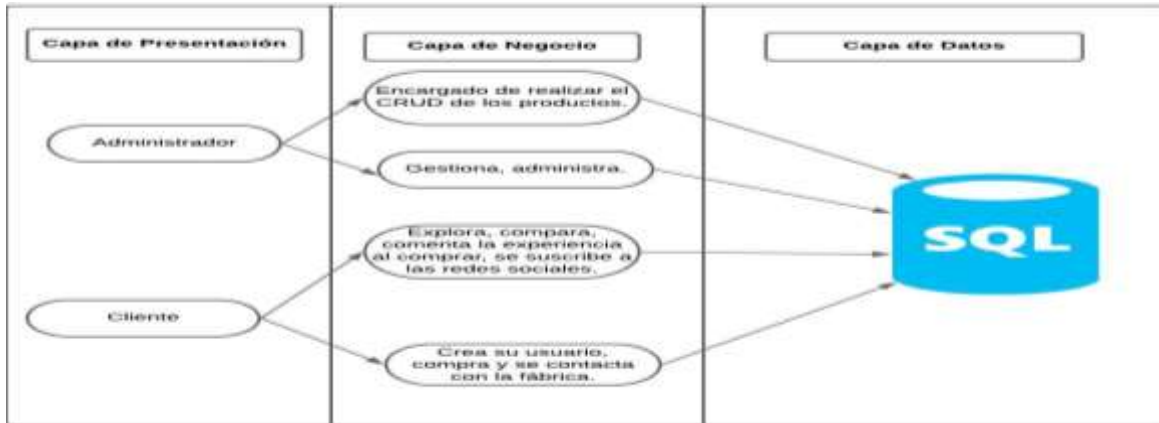 Capa de Presentación
Capa de Negocio
Capa de Datos
Encargado de realizar el
CRUD de los productos.
Administrador
Gestiona, administra.
Explora, compara,
comenta la experiencia
al comprar, se suscribe a
las redes sociales.
Cliente
Crea su usuario,
compra y se contacta
con la fábrica.
SQL